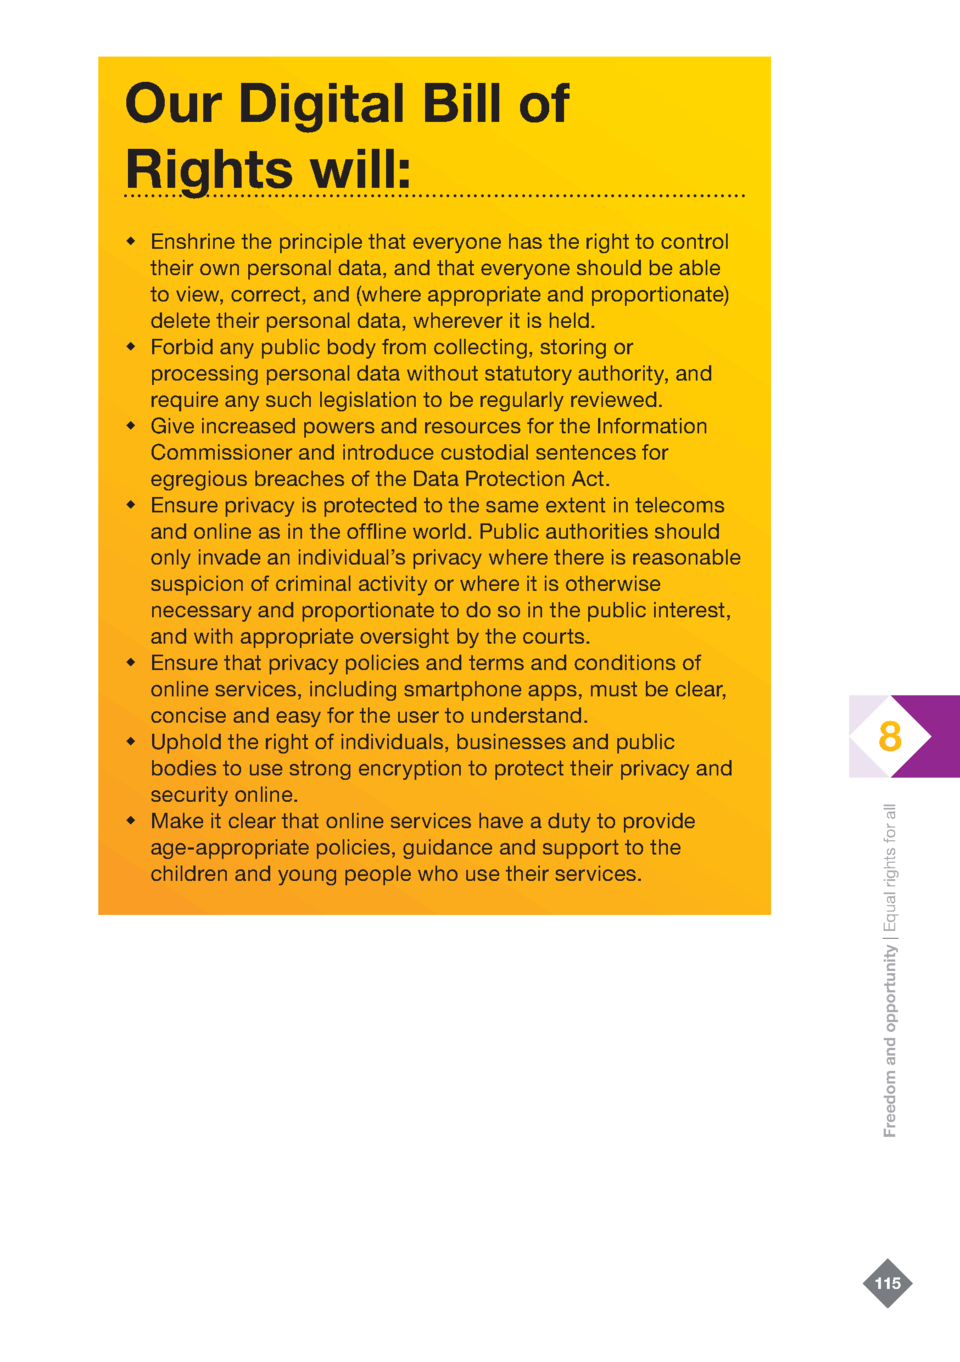 Our Digital Bill of
Rights will:
◆ Enshrine the principle that everyone has the right to control
their own personal data, and that everyone should be able
to view, correct, and (where appropriate and proportionate)
delete their personal data, wherever it is held.
◆ Forbid any public body from collecting, storing or
processing personal data without statutory authority, and
require any such legislation to be regularly reviewed.
◆ Give increased powers and resources for the Information
Commissioner and introduce custodial sentences for
egregious breaches of the Data Protection Act.
◆ Ensure privacy is protected to the same extent in telecoms
and online as in the offline world. Public authorities should
only invade an individual’s privacy where there is reasonable
suspicion of criminal activity or where it is otherwise
necessary and proportionate to do so in the public interest,
and with appropriate oversight by the courts.
◆ Ensure that privacy policies and terms and conditions of
online services, including smartphone apps, must be clear,
concise and easy for the user to understand.
◆ Uphold the right of individuals, businesses and public
bodies to use strong encryption to protect their privacy and
security online.
◆ Make it clear that online services have a duty to provide
age-appropriate policies, guidance and support to the
children and young people who use their services.
8
Freedom and opportunity | Equal rights for all
115